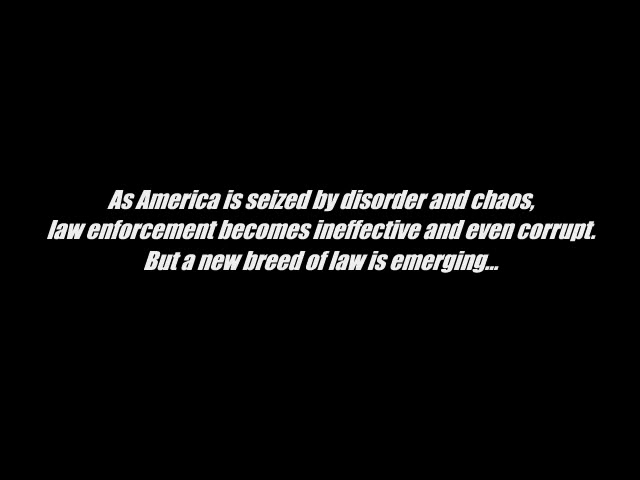 As America is seized by disorder and chaos,
law enforcement becomes ineffective and even corrupt.
But a new breed of law is emerging...